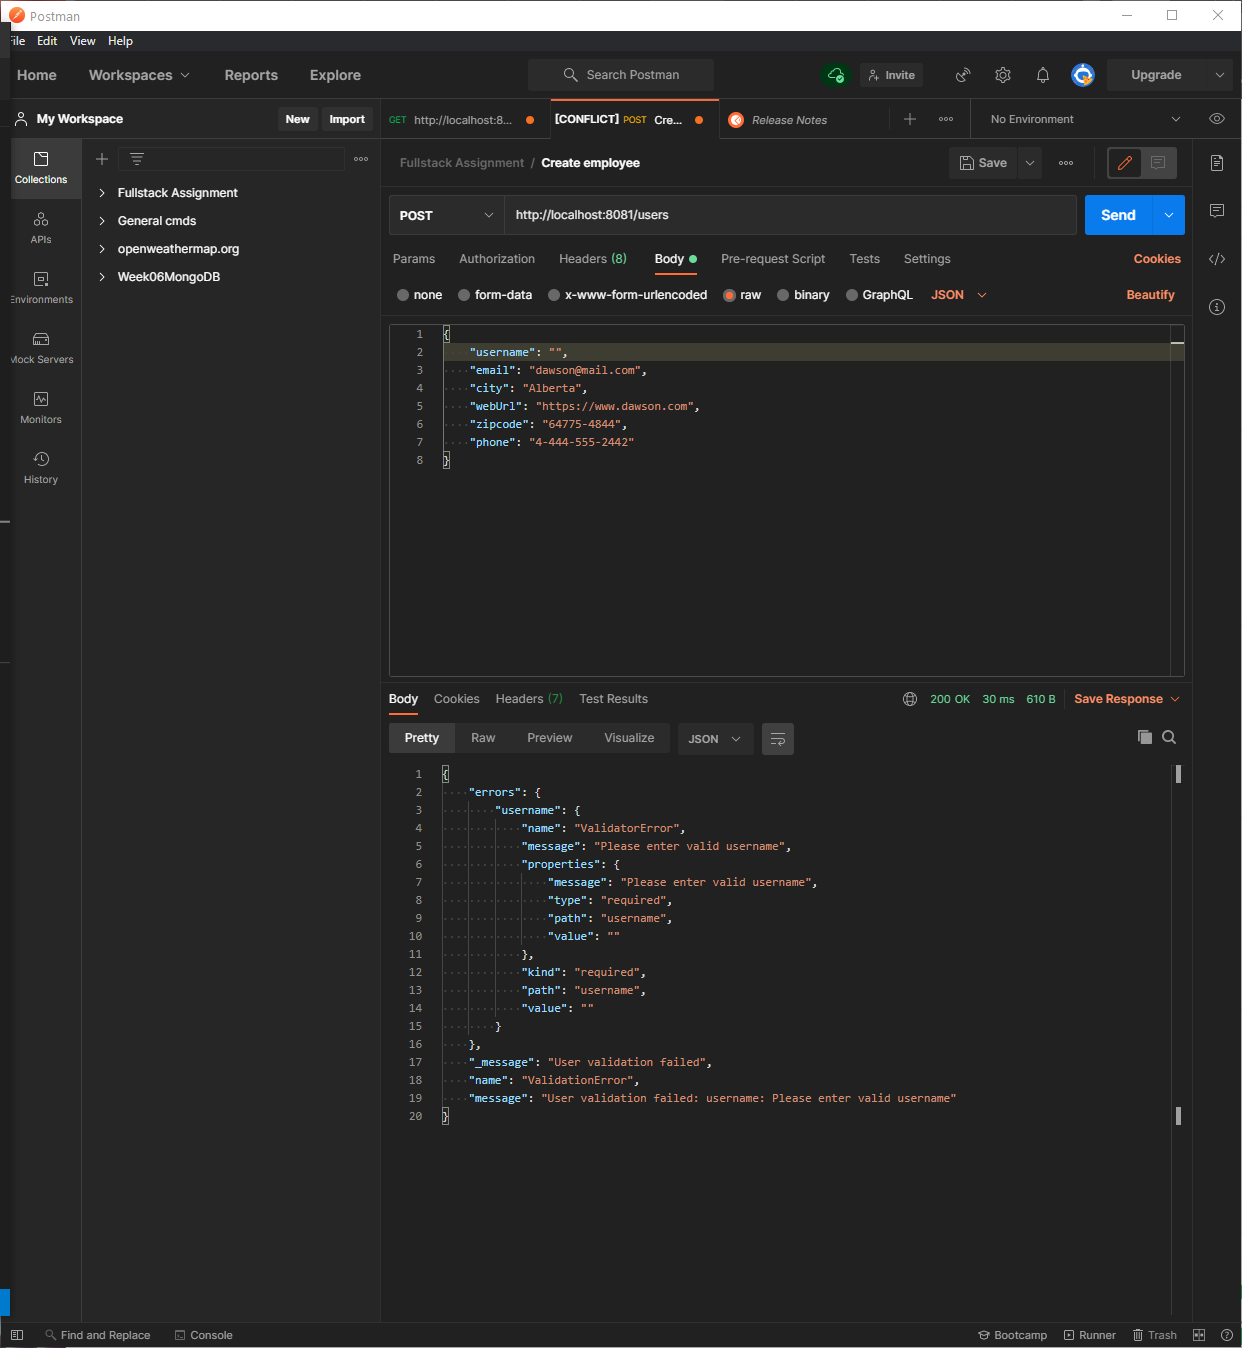 Postman
File Edit View Help
Home Workspaces Reports Explore Search Postman Invite Upgrade
My Workspace New Import GET http://localhost:8... [CONFLICT] POST Cre... Release Notes No Environment
Collections
APIs
Environments
Mock Servers
Monitors
History
Fullstack Assignment
General cmds
openweathermap.org
Week06MongoDB
Fullstack Assignment / Create employee Save
POST http://localhost:8081/users Send
Params Authorization Headers (8) Body Pre-request Script Tests Settings Cookies
none form-data x-www-form-urlencoded raw binary GraphQL JSON Beautify
1 {
2 "username": "",
3 "email": "dawson@mail.com",
4 "city": "Alberta",
5 "webUrl": "https://www.dawson.com",
6 "zipcode": "64775-4844",
7 "phone": "4-444-555-2442"
8 }
Body Cookies Headers (7) Test Results 200 OK 30 ms 610 B Save Response
Pretty Raw Preview Visualize JSON
1 {
2 "errors": {
3 "username": {
4 "name": "ValidatorError",
5 "message": "Please enter valid username",
6 "properties": {
7 "message": "Please enter valid username",
8 "type": "required",
9 "path": "username",
10 "value": ""
11 },
12 "kind": "required",
13 "path": "username",
14 "value": ""
15 }
16 },
17 "_message": "User validation failed",
18 "name": "ValidationError",
19 "message": "User validation failed: username: Please enter valid username"
20 }
Find and Replace Console Bootcamp Runner Trash